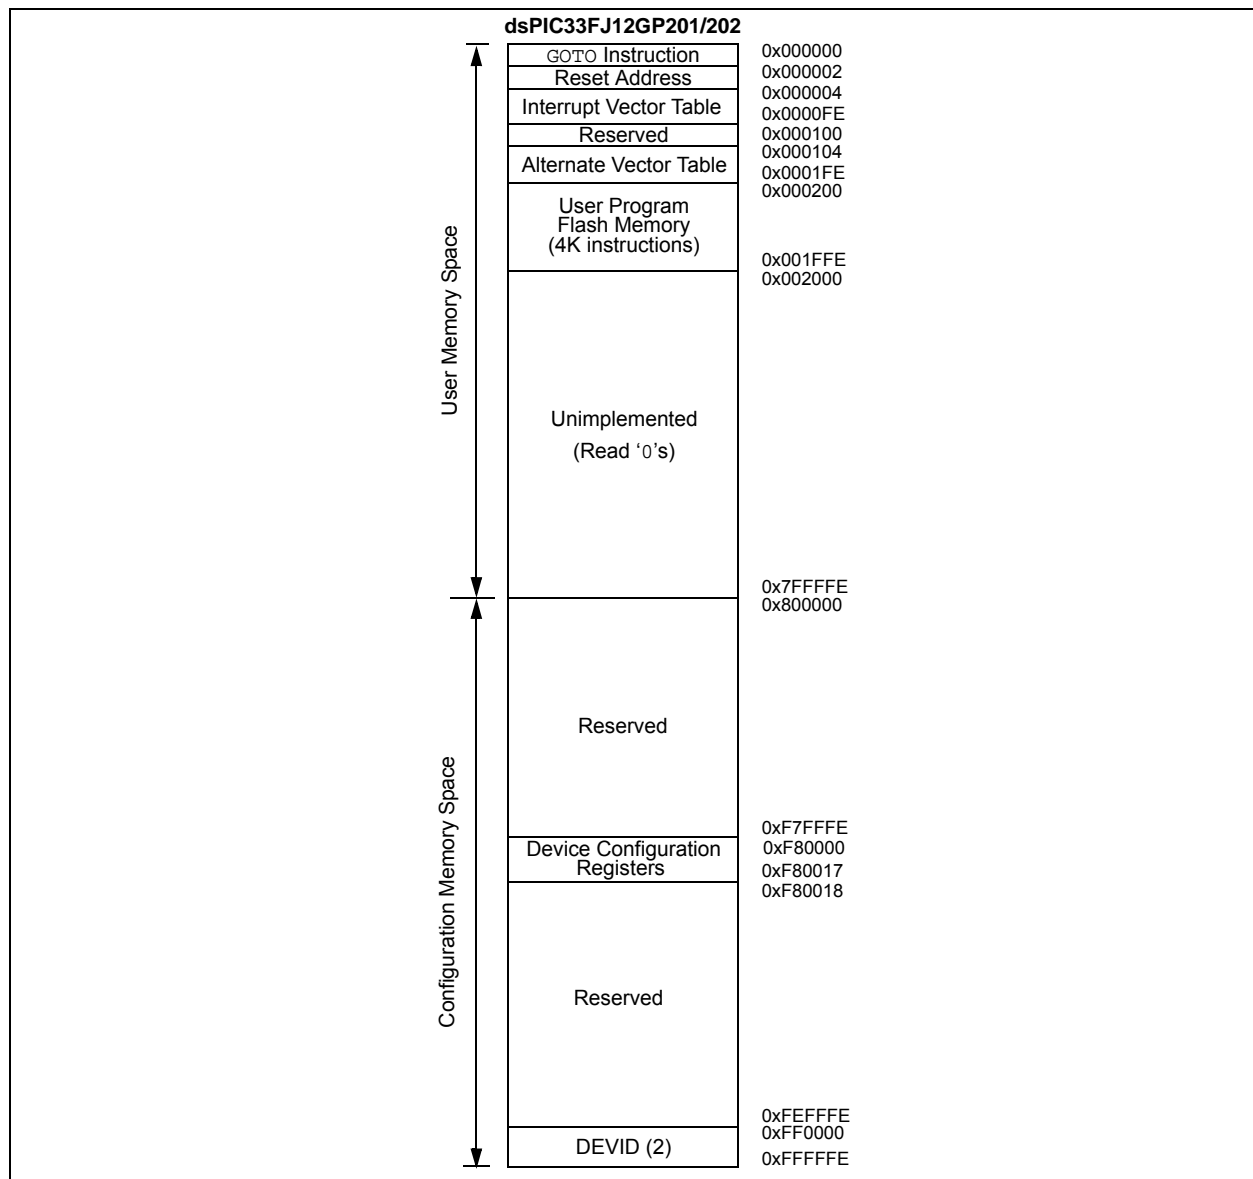 dsPIC33FJ12GP201/202
GOTO Instruction
0x000000
Reset Address
0x000002
0x000004
Interrupt Vector Table
0x0000FE
Reserved
0x000100
0x000104
Alternate Vector Table
0x0001FE
0x000200
User Program
Flash Memory
(4K instructions)
0x001FFE
0x002000
User Memory Space
Unimplemented
(Read ‘0’s)
0x7FFFFE
0x800000
Reserved
Configuration Memory Space
0xF7FFFE
Device Configuration
Registers
0xF80000
0xF80017
0xF80018
Reserved
0xFEFFFE
0xFF0000
DEVID (2)
0xFFFFFE